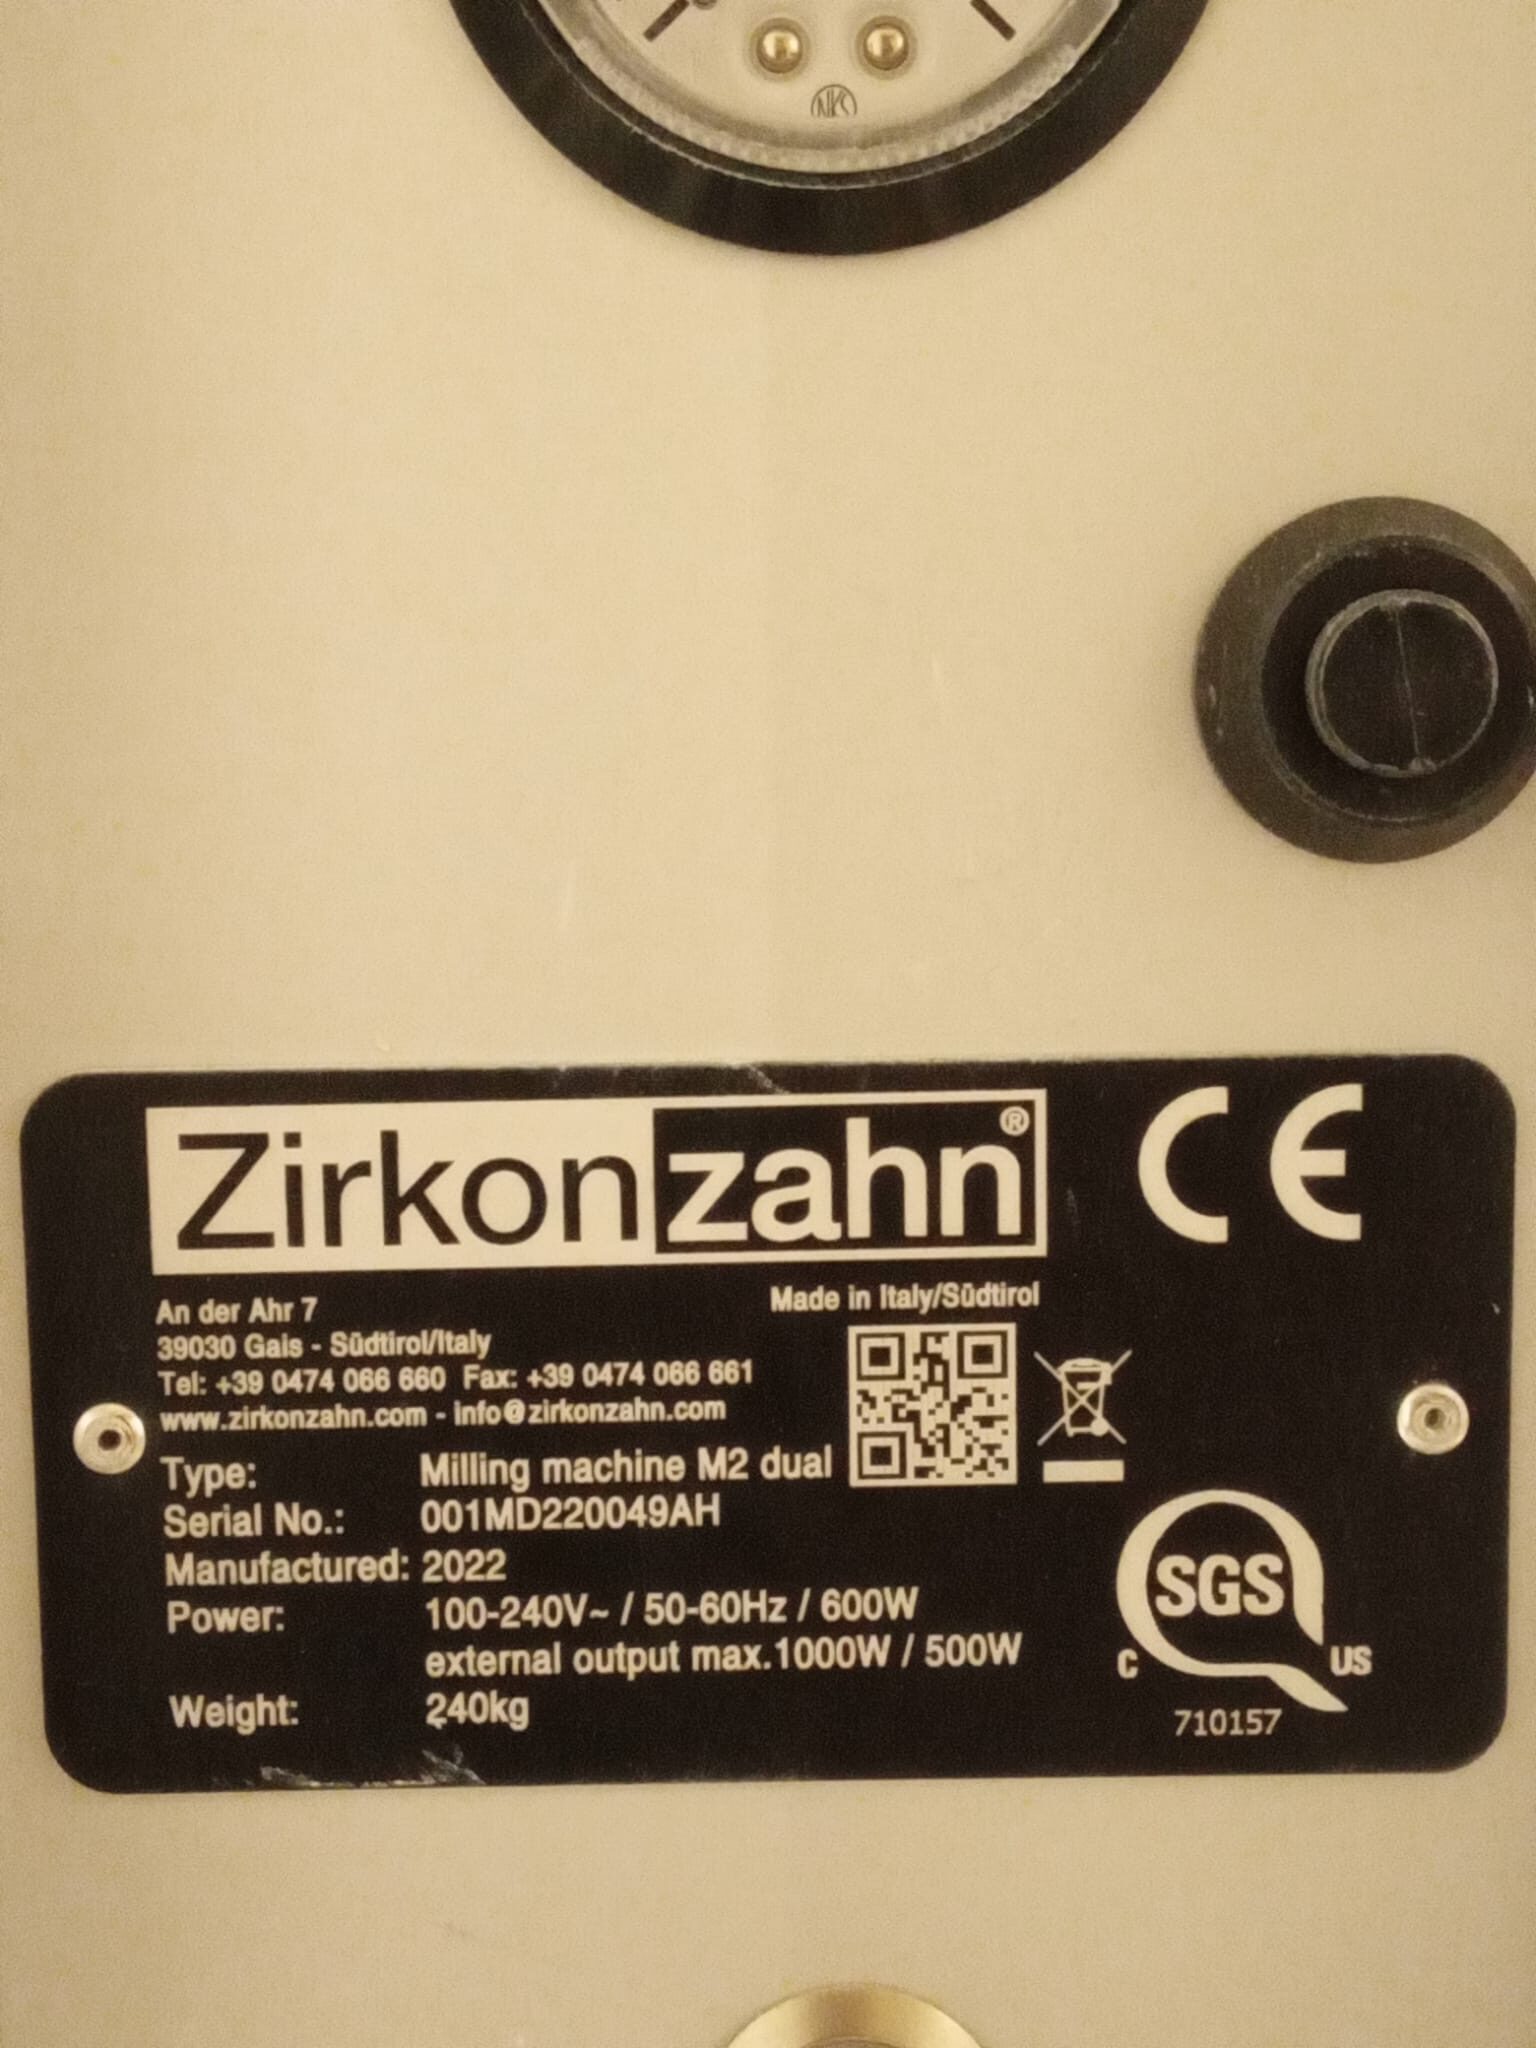 NKS
Zirkonzahn®
CE
An der Ahr 7
Made in Italy/Südtirol
39030 Gais - Südtirol/Italy
Tel: +39 0474 066 660 Fax: +39 0474 066 661
www.zirkonzahn.com - info@zirkonzahn.com
Type: Milling machine M2 dual
Serial No.: 001MD220049AH
Manufactured: 2022
Power: 100-240V~ / 50-60Hz / 600W
external output max.1000W / 500W
Weight: 240kg
SGS
C US
710157